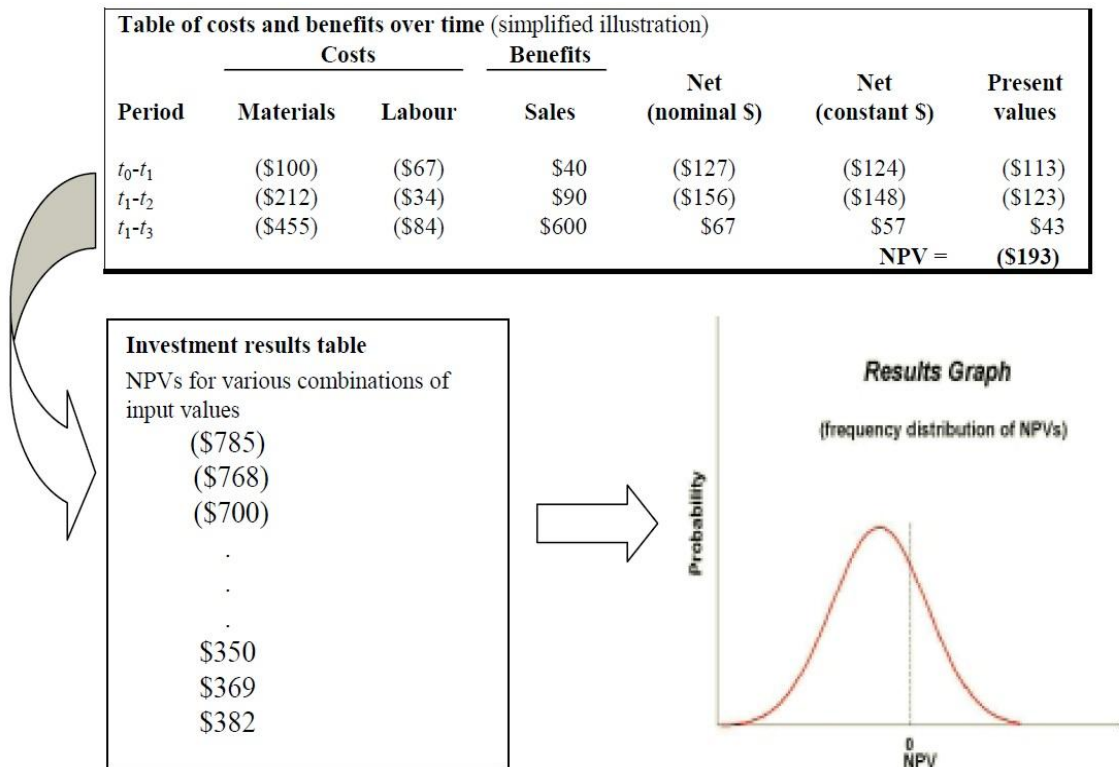 Table of costs and benefits over time (simplified illustration)
Costs Benefits
Net Net Present
Period Materials Labour Sales (nominal $) (constant $) values
t0-t1 ($100) ($67) $40 ($127) ($124) ($113)
t1-t2 ($212) ($34) $90 ($156) ($148) ($123)
t1-t3 ($455) ($84) $600 $67 $57 $43
NPV = ($193)
Investment results table
NPVs for various combinations of
input values
($785)
($768)
($700)
.
.
.
$350
$369
$382
Results Graph
(frequency distribution of NPVs)
Probability
0
NPV